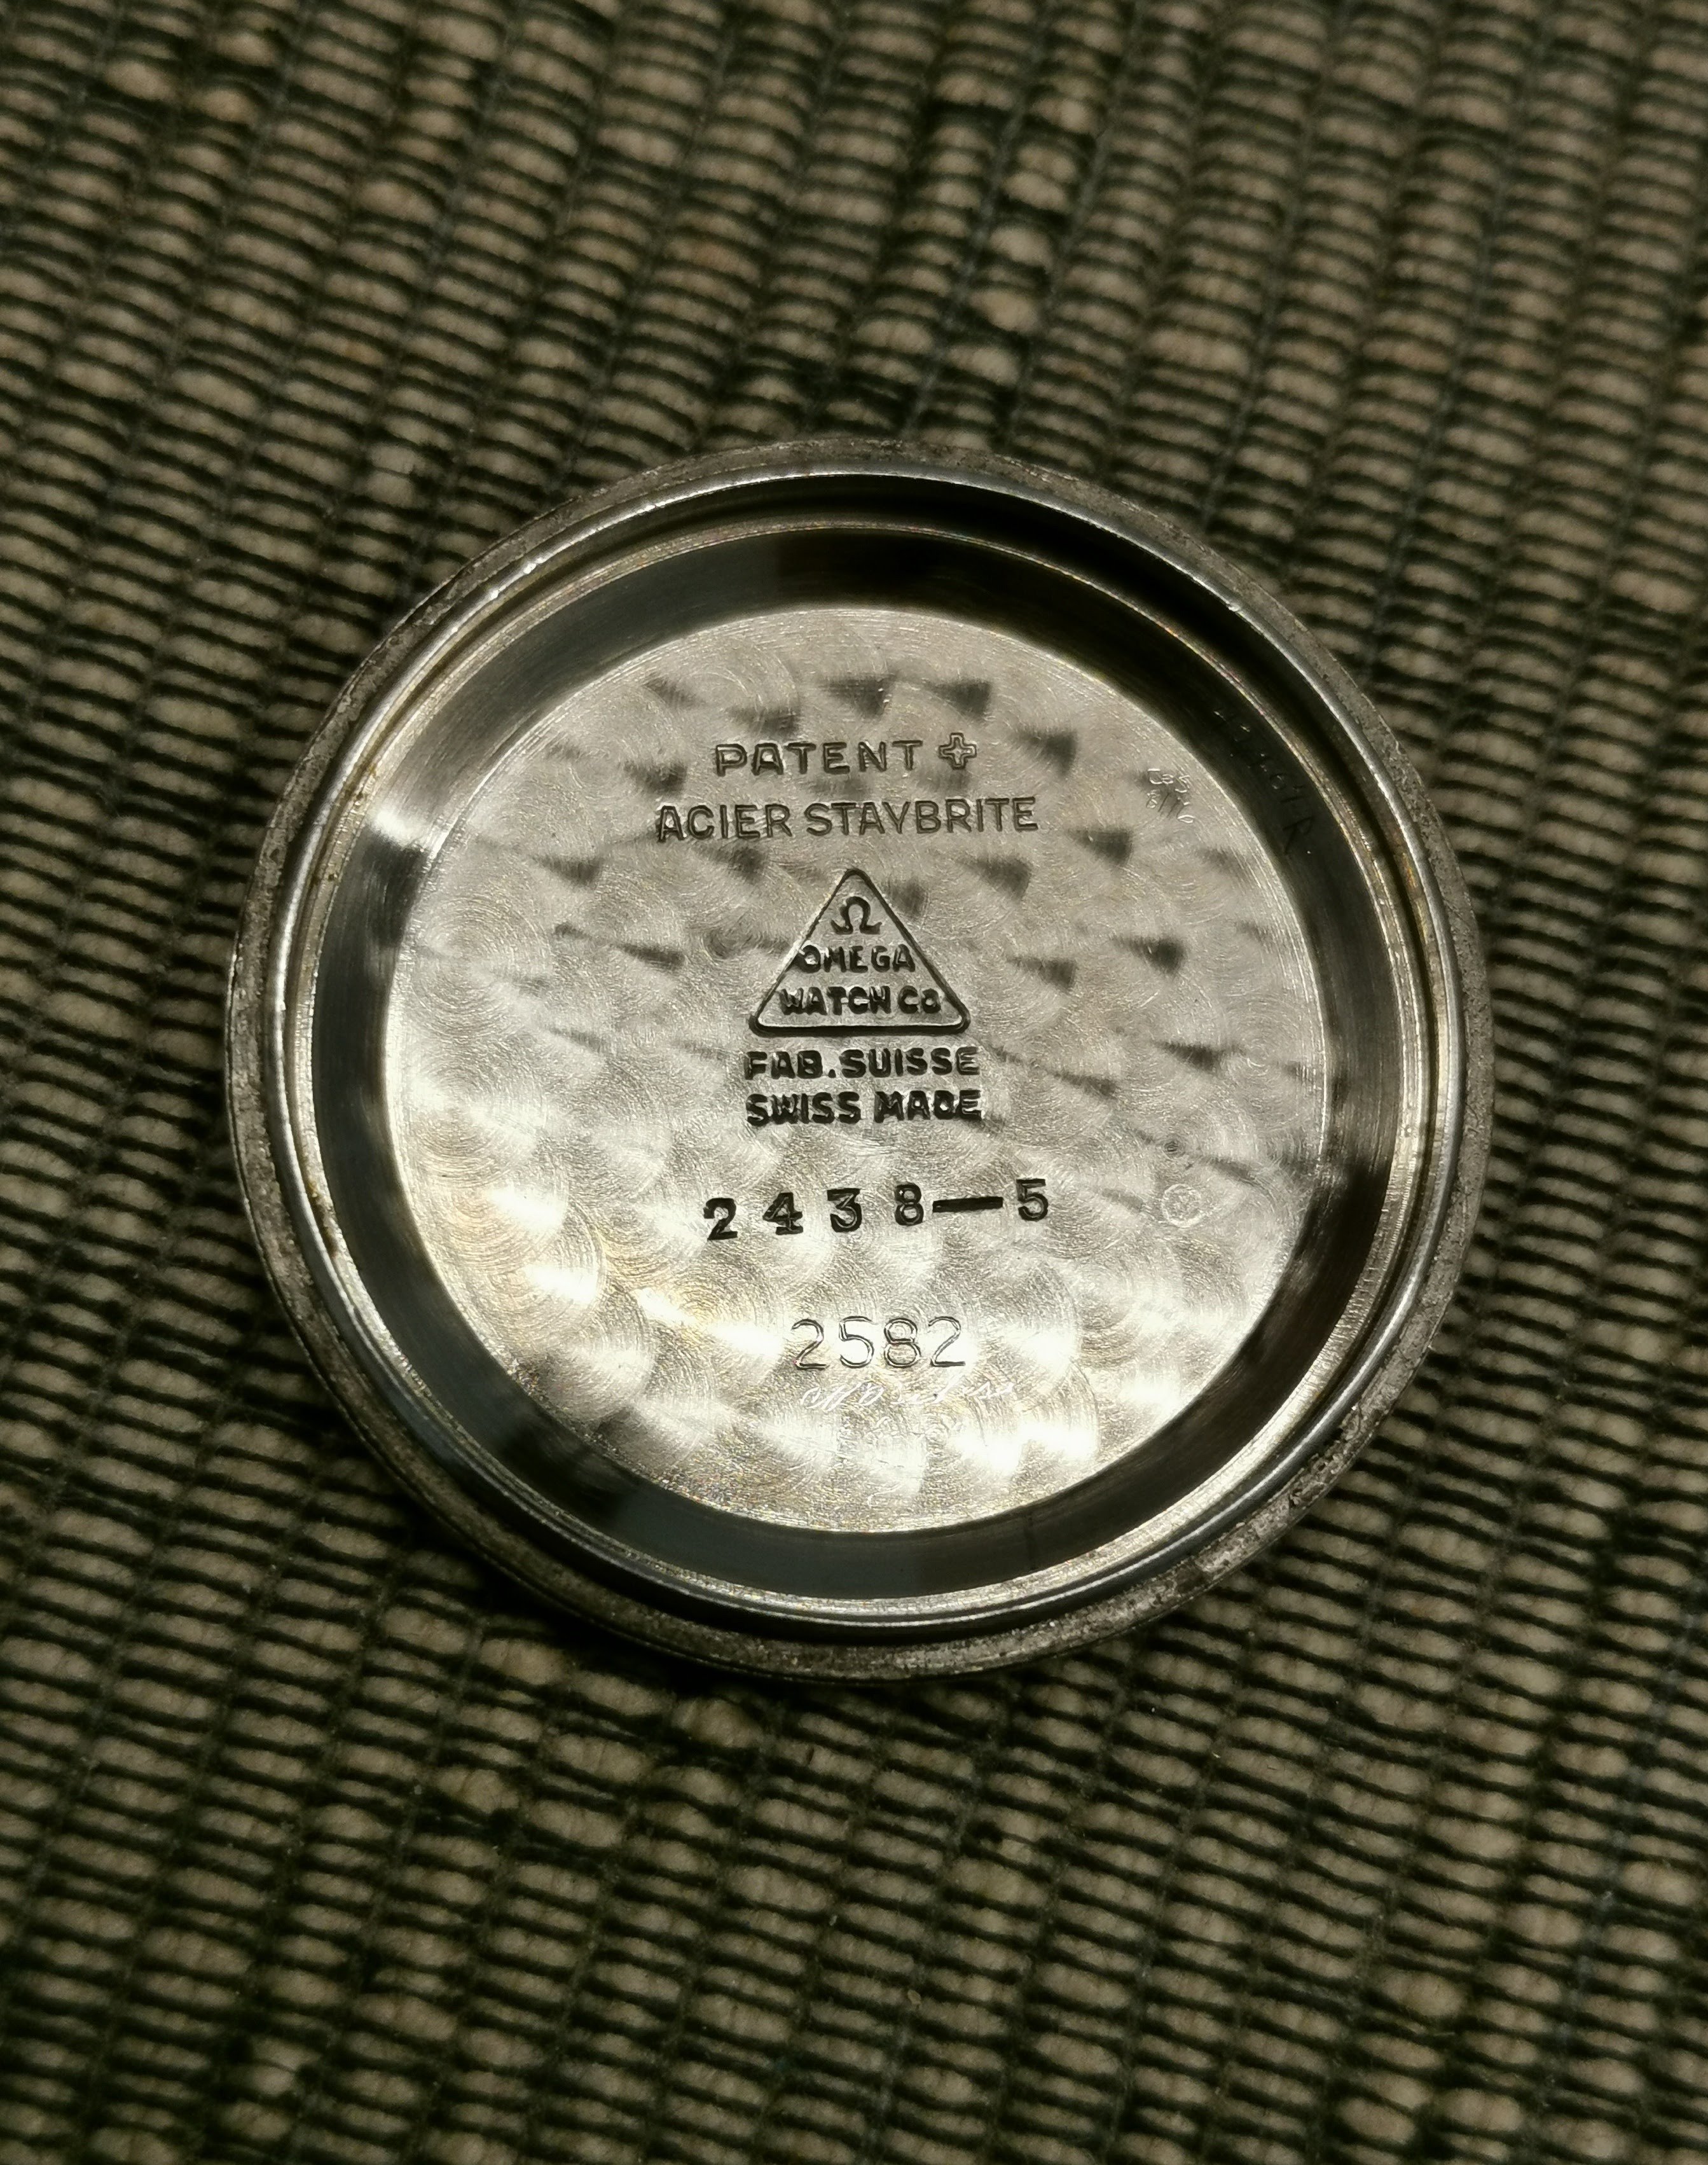 PATENT ✚
ACIER STAYBRITE
Ω
OMEGA
WATCH Co
FAB. SUISSE
SWISS MADE
2438—5
2582